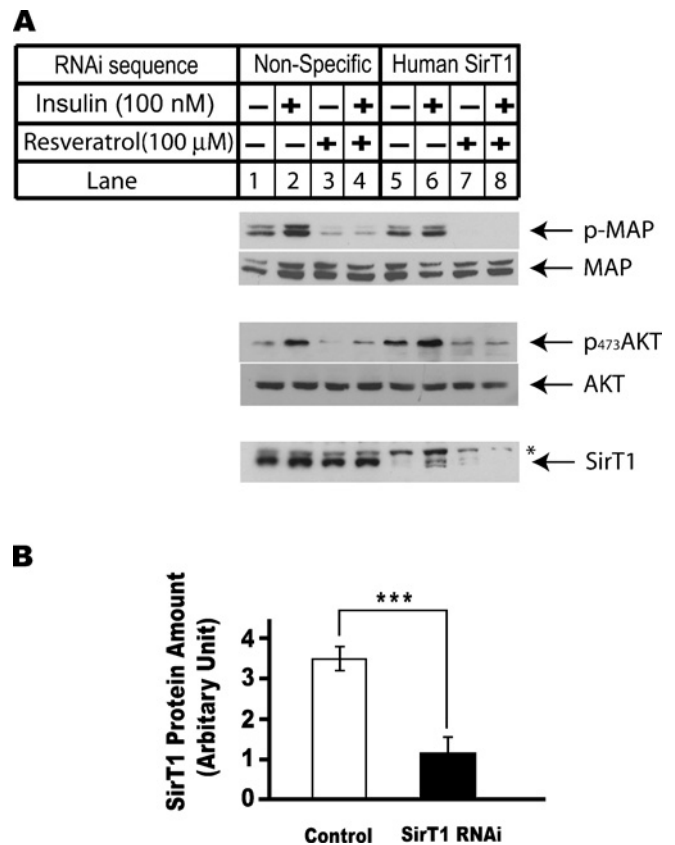 A
RNAi sequence Non-Specific Human SirT1
Insulin (100 nM) − + − + − + − +
Resveratrol(100 µM) − − + + − − + +
Lane 1 2 3 4 5 6 7 8
p-MAP
MAP
p473AKT
AKT
*
SirT1
B
SirT1 Protein Amount
(Arbitary Unit)
***
4
3
2
1
0
Control SirT1 RNAi